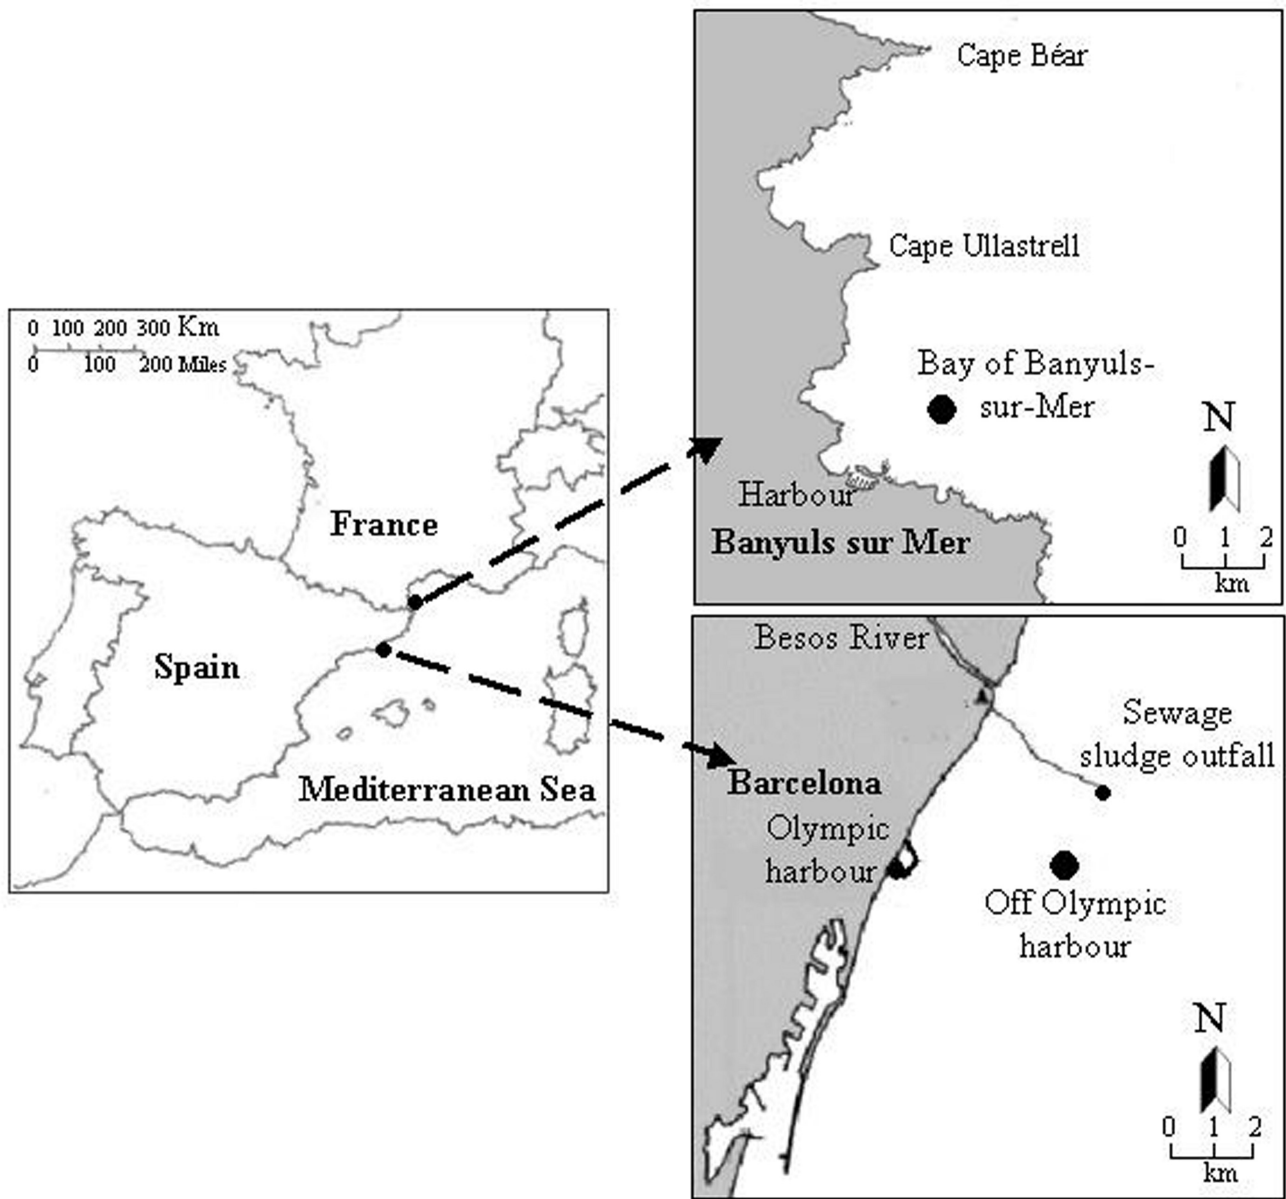 0 100 200 300 Km
0 100 200 Miles
France
Spain
Mediterranean Sea
Cape Béar
Cape Ullastrell
Bay of Banyuls-
sur-Mer
N
Harbour
Banyuls sur Mer
0 1 2
km
Besos River
Sewage
sludge outfall
Barcelona
Olympic
harbour
Off Olympic
harbour
N
0 1 2
km